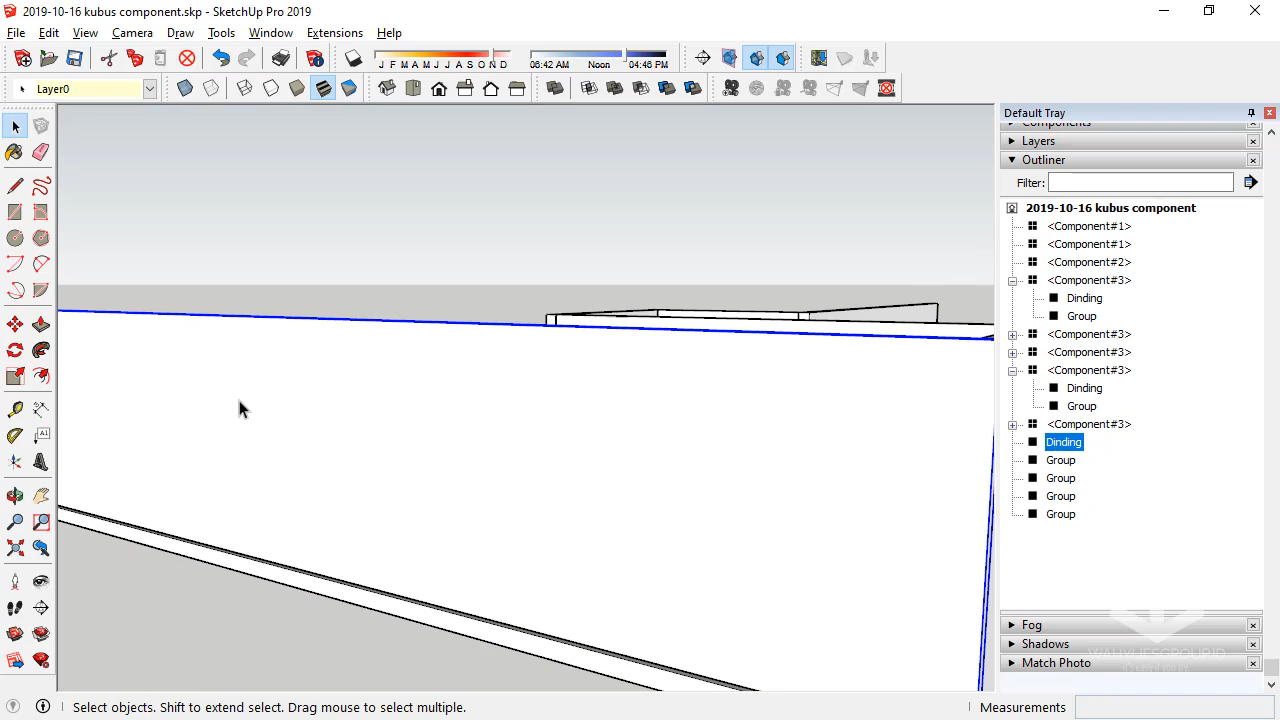 2019-10-16 kubus component.skp - SketchUp Pro 2019
File Edit View Camera Draw Tools Window Extensions Help
J F M A M J J A S O N D
06:42 AM Noon 04:46 PM
Layer0
Default Tray
Components
Layers
Outliner
Filter:
2019-10-16 kubus component
<Component#1>
<Component#1>
<Component#2>
<Component#3>
Dinding
Group
<Component#3>
<Component#3>
<Component#3>
Dinding
Group
<Component#3>
Dinding
Group
Group
Group
Group
Fog
Shadows
Match Photo
A1
Select objects. Shift to extend select. Drag mouse to select multiple.
Measurements